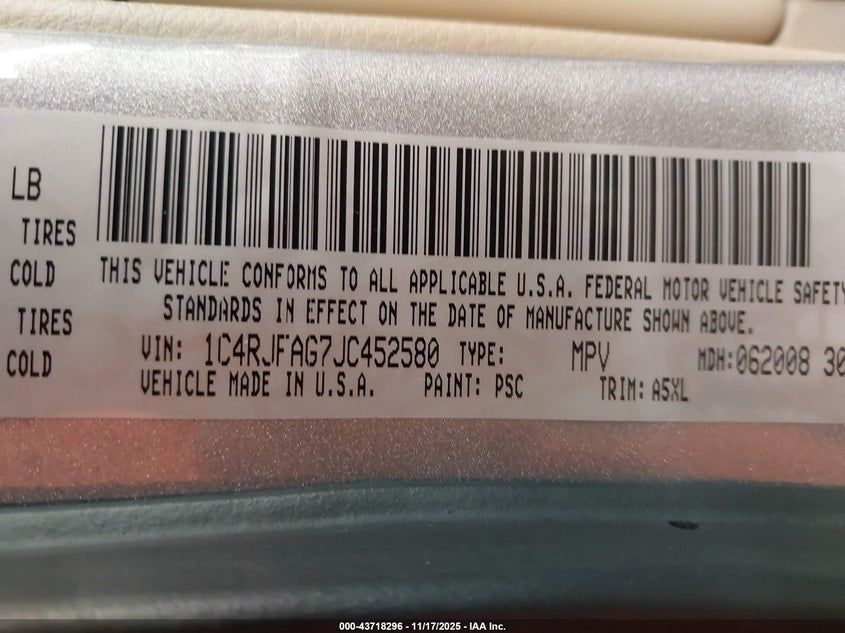 LB
TIRES
COLD
TIRES
COLD
THIS VEHICLE CONFORMS TO ALL APPLICABLE U.S.A. FEDERAL MOTOR VEHICLE SAFETY
STANDARDS IN EFFECT ON THE DATE OF MANUFACTURE SHOWN ABOVE.
VIN: 1C4RJFAG7JC452580 TYPE: MPV MDH:062008 30
VEHICLE MADE IN U.S.A. PAINT: PSC TRIM: A5XL
000-43718296 - 11/17/2025 - IAA Inc.